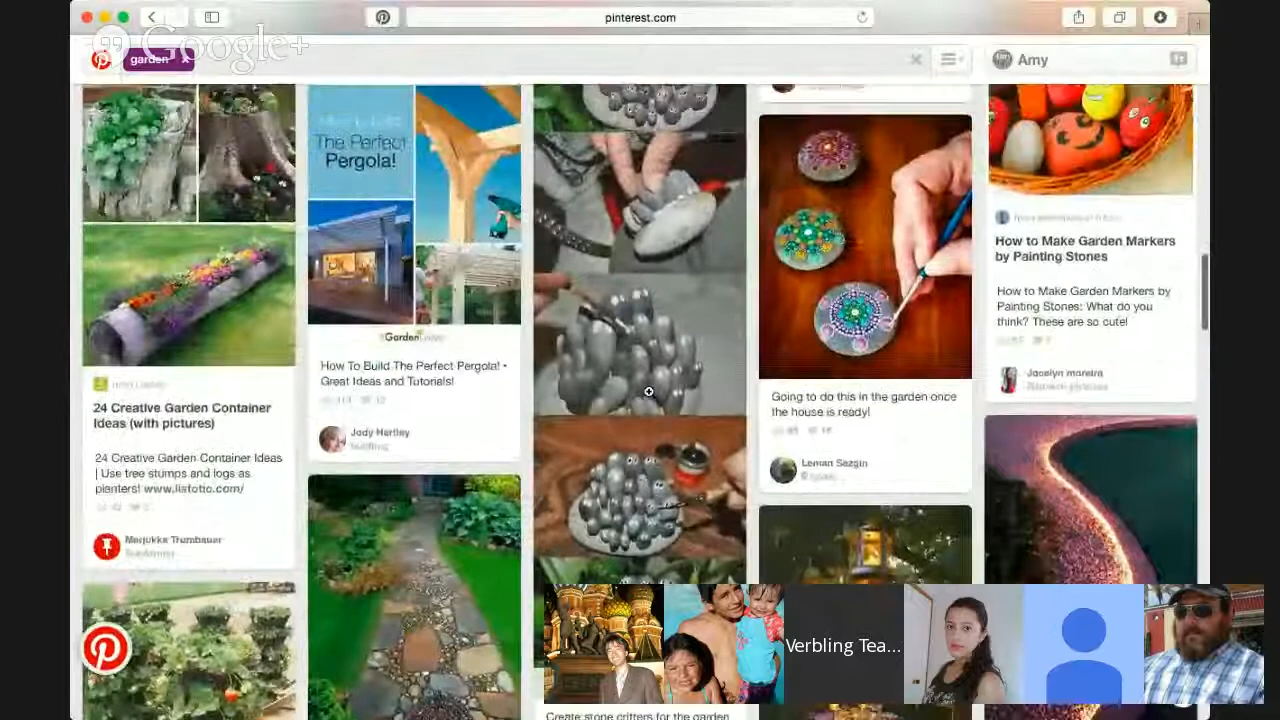 pinterest.com
Google+
garden
Amy
24 Creative Garden Container
Ideas (with pictures)
24 Creative Garden Container Ideas
| Use tree stumps and logs as
planters! www.listotic.com/
Merjukka Trambauer
The Perfect
Pergola!
Garden
How To Build The Perfect Pergola! •
Great Ideas and Tutorials!
Jody Hartley
Create stone critters for the garden
Going to do this in the garden once
the house is ready!
Leman Sezgin
How to Make Garden Markers
by Painting Stones
How to Make Garden Markers by
Painting Stones: What do you
think? These are so cute!
Jocelyn moreira
Verbling Tea...